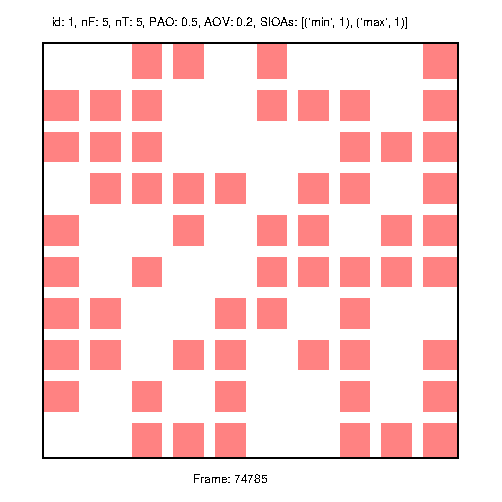 id: 1, nF: 5, nT: 5, PAO: 0.5, AOV: 0.2, SIOAs: [('min', 1), ('max', 1)]
Frame: 74785